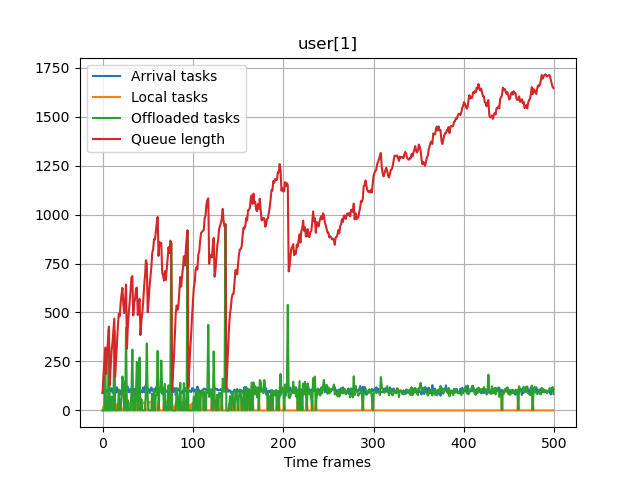 user[1]
Arrival tasks
Local tasks
Offloaded tasks
Queue length
1750
1500
1250
1000
750
500
250
0
0 100 200 300 400 500
Time frames